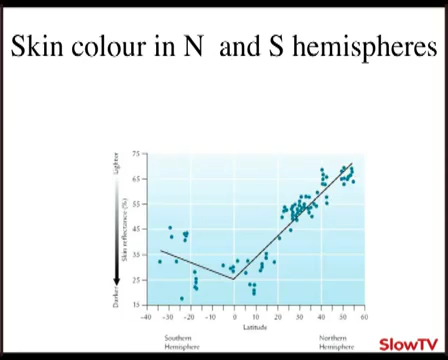 Skin colour in N and S hemispheres
75
65
55
45
35
25
15
Lighter
Skin reflectance (%)
Darker
-40 -30 -20 -10 0 10 20 30 40 50 60
Latitude
Southern Hemisphere
Northern Hemisphere
SlowTV